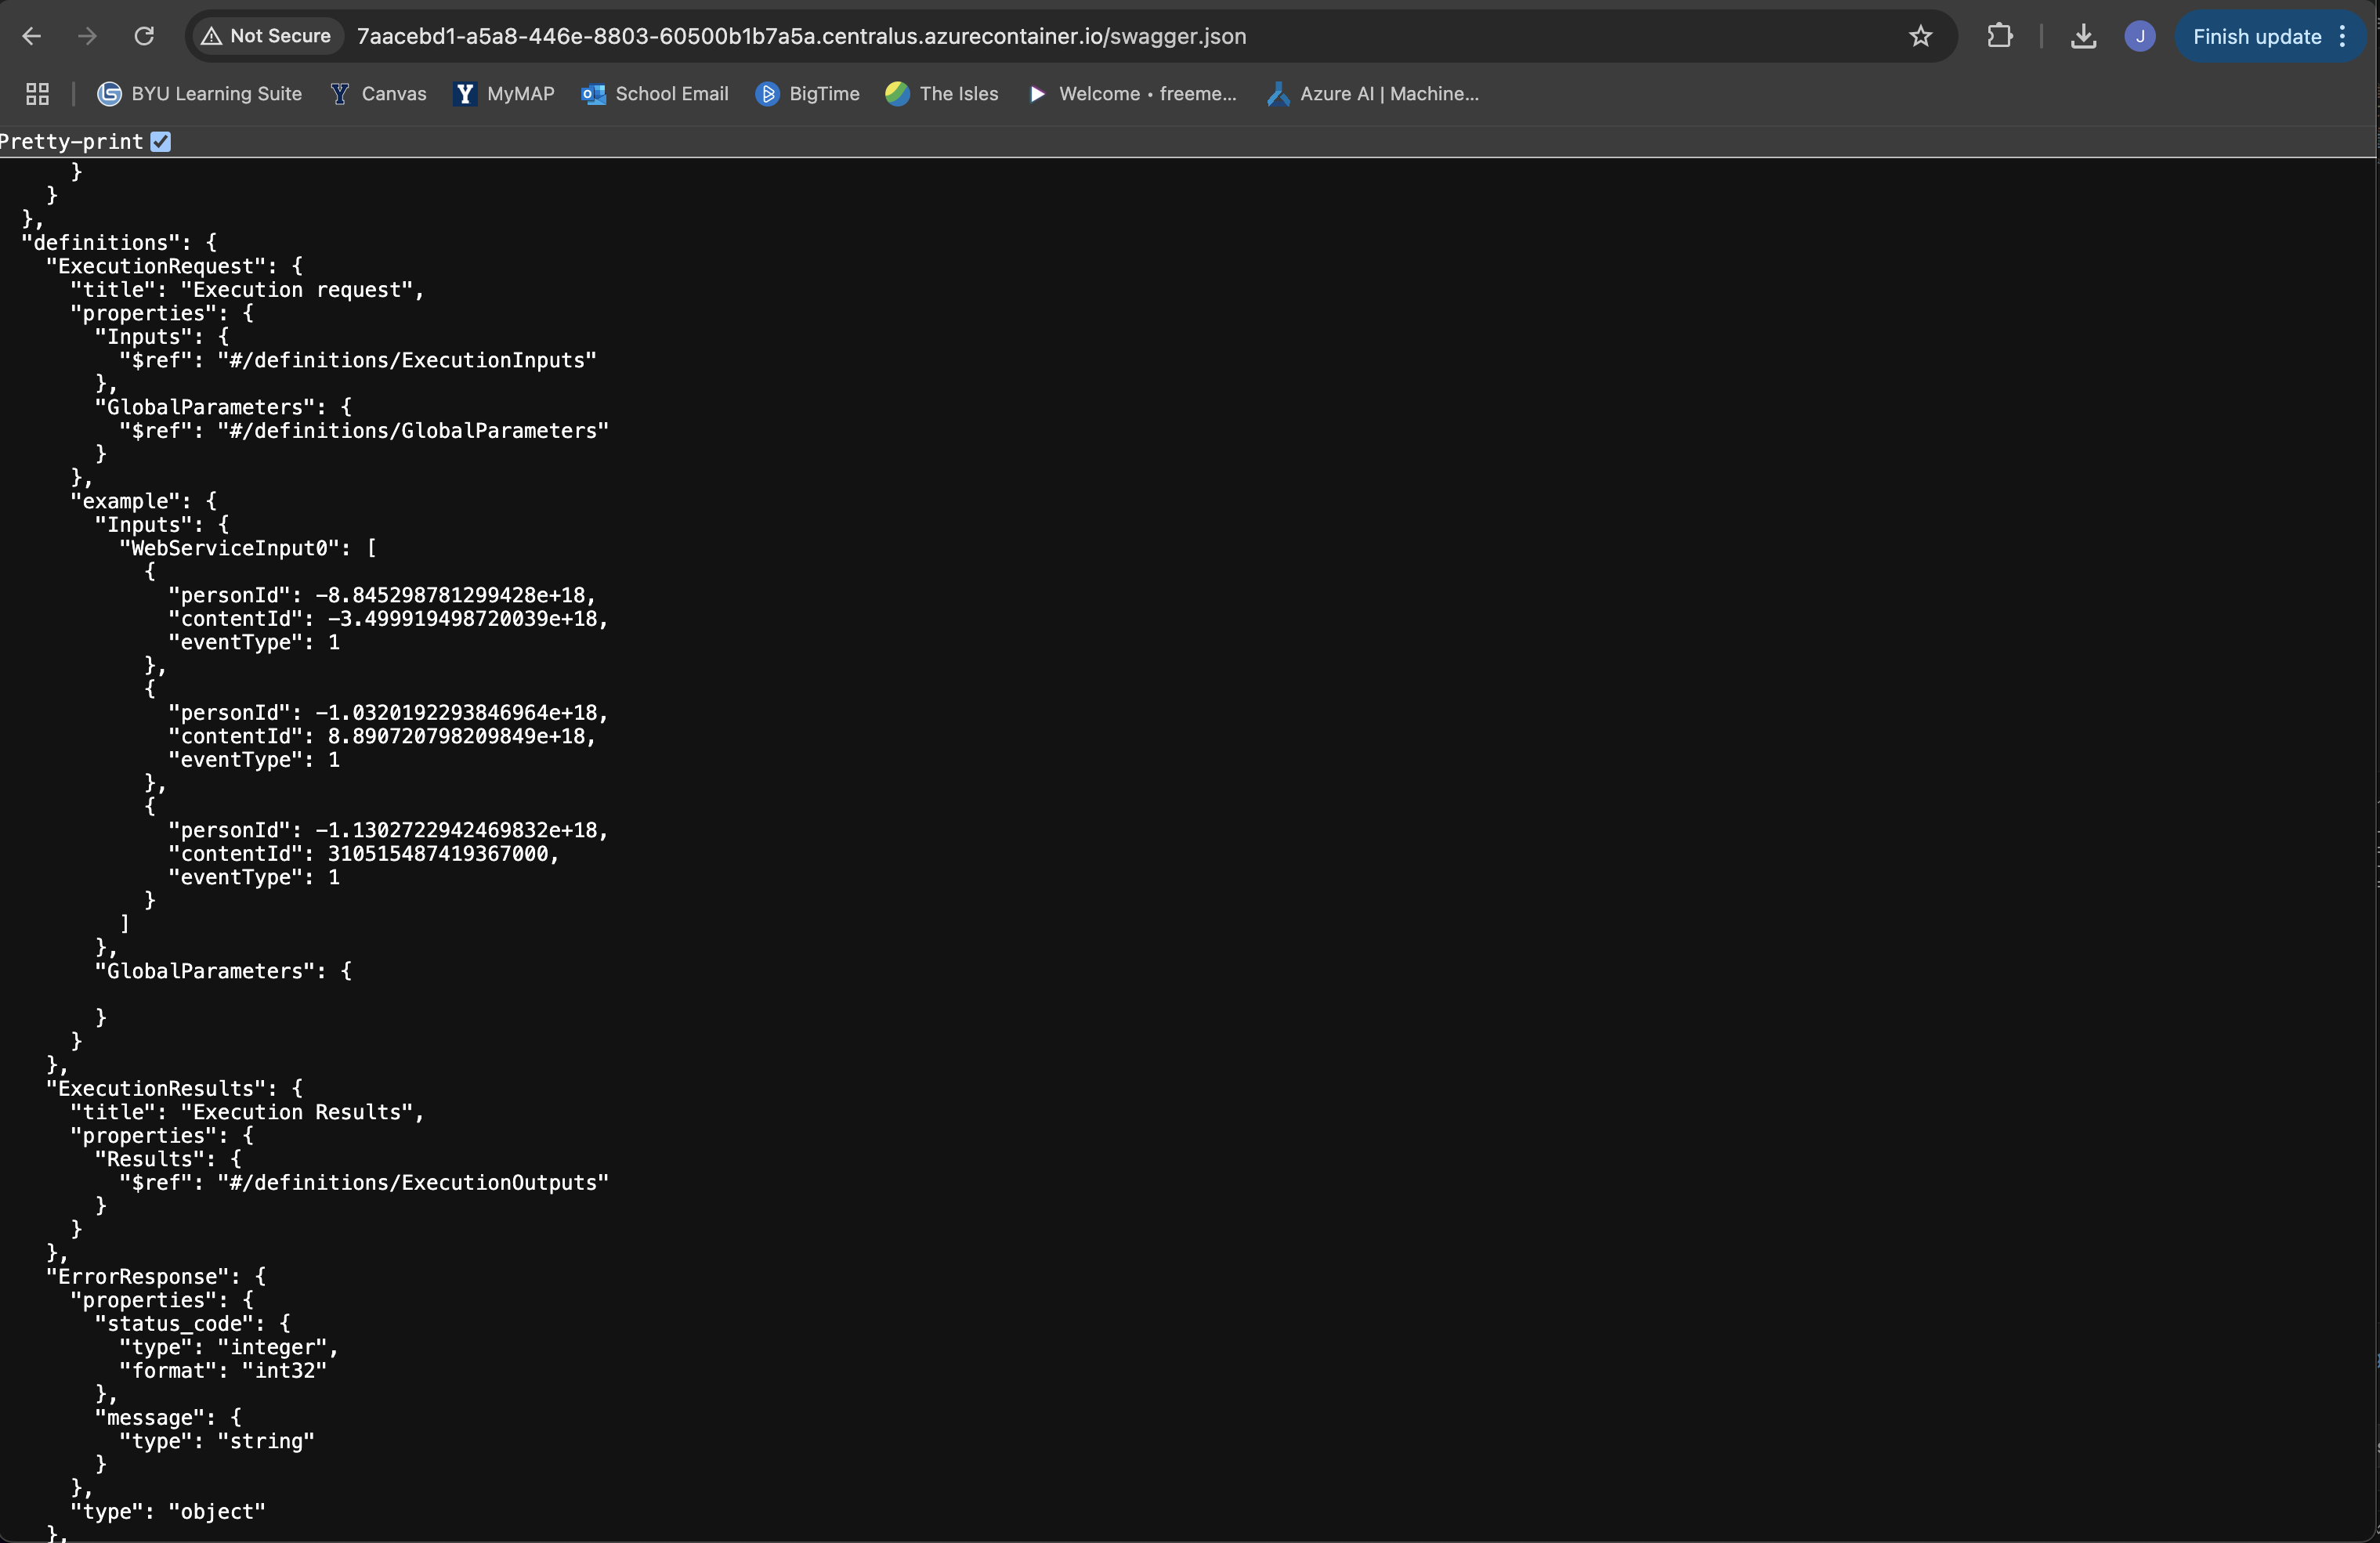 Not Secure 7aacebd1-a5a8-446e-8803-60500b1b7a5a.centralus.azurecontainer.io/swagger.json J Finish update
BYU Learning Suite Canvas MyMAP School Email BigTime The Isles Welcome • freeme... Azure AI | Machine...
Pretty-print
}
}
},
"definitions": {
"ExecutionRequest": {
"title": "Execution request",
"properties": {
"Inputs": {
"$ref": "#/definitions/ExecutionInputs"
},
"GlobalParameters": {
"$ref": "#/definitions/GlobalParameters"
}
},
"example": {
"Inputs": {
"WebServiceInput0": [
{
"personId": -8.845298781299428e+18,
"contentId": -3.499919498720039e+18,
"eventType": 1
},
{
"personId": -1.0320192293846964e+18,
"contentId": 8.890720798209849e+18,
"eventType": 1
},
{
"personId": -1.1302722942469832e+18,
"contentId": 310515487419367000,
"eventType": 1
}
]
},
"GlobalParameters": {
}
}
},
"ExecutionResults": {
"title": "Execution Results",
"properties": {
"Results": {
"$ref": "#/definitions/ExecutionOutputs"
}
}
},
"ErrorResponse": {
"properties": {
"status_code": {
"type": "integer",
"format": "int32"
},
"message": {
"type": "string"
}
},
"type": "object"
},